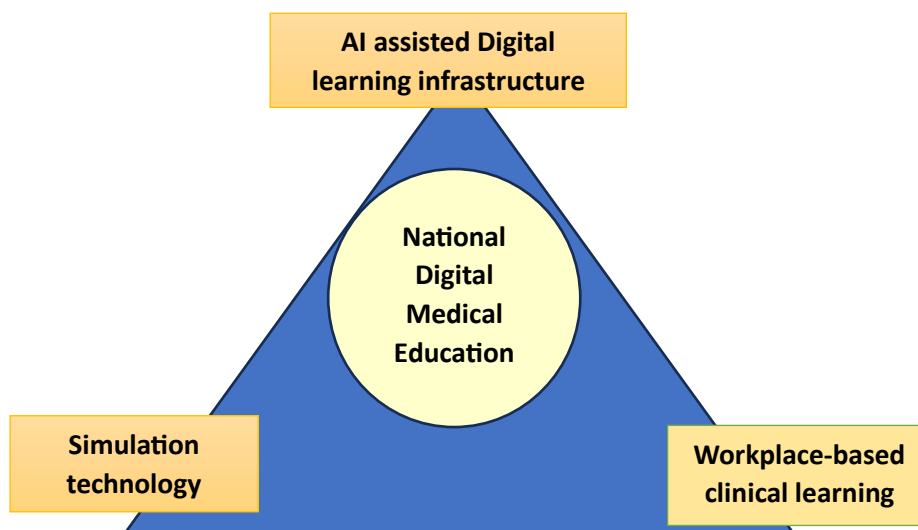 AI assisted Digital
learning infrastructure
National
Digital
Medical
Education
Simulation
technology
Workplace-based
clinical learning